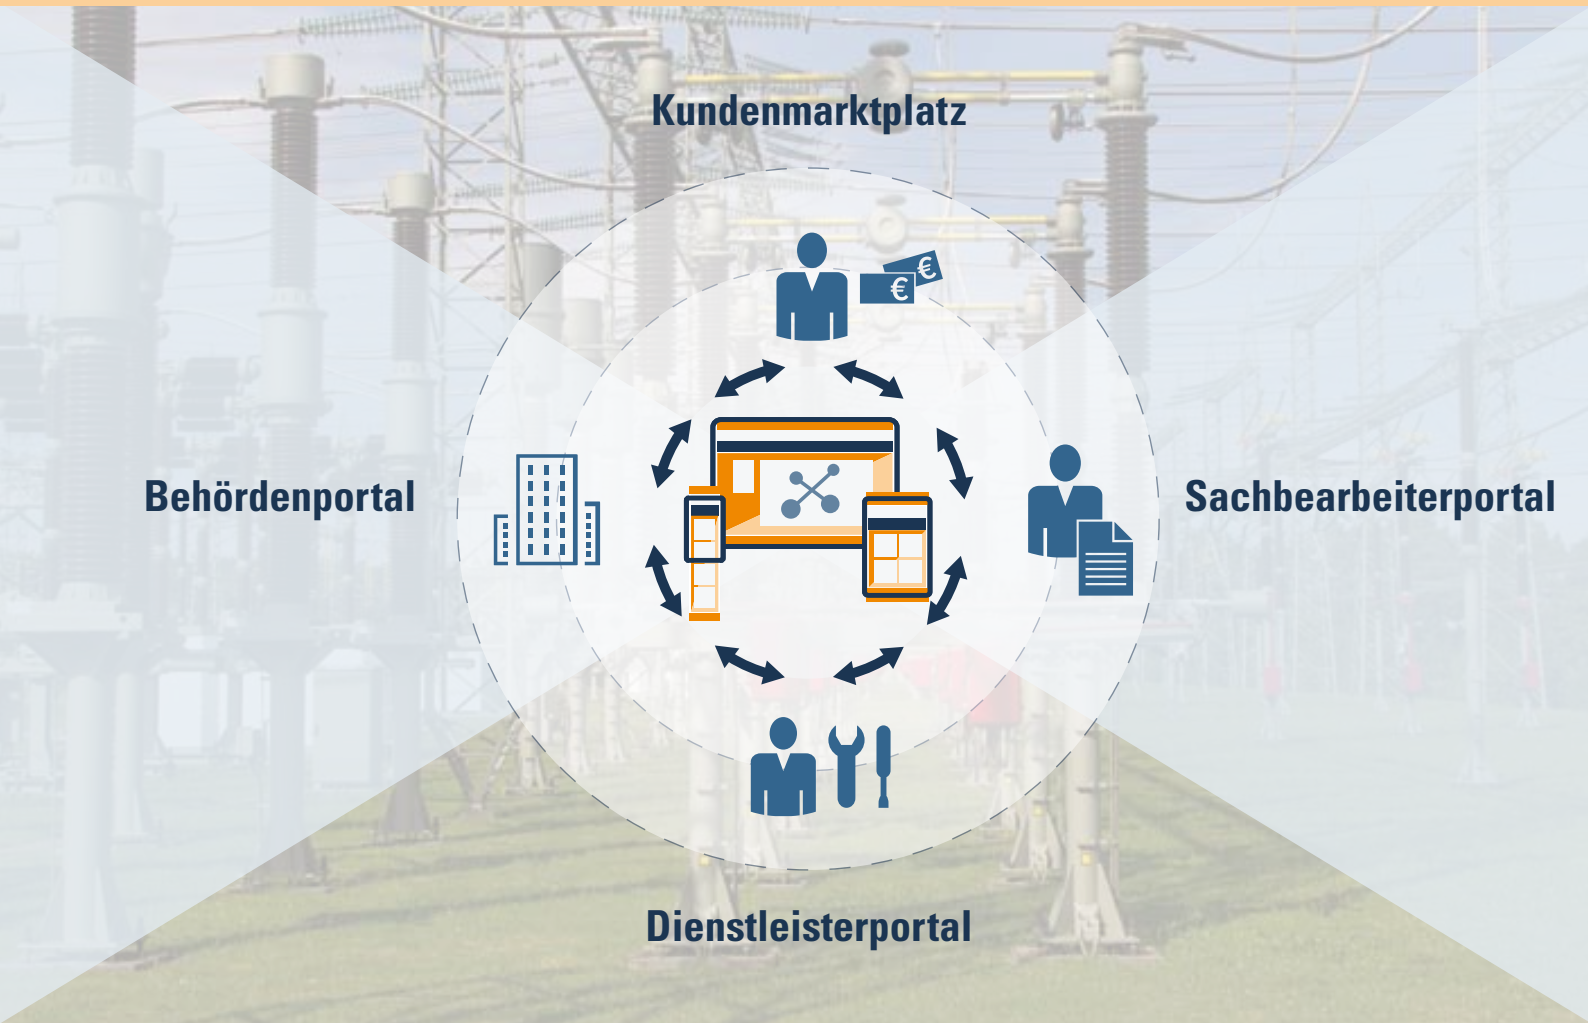 Kundenmarktplatz
€
€
Behördenportal
Sachbearbeiterportal
Dienstleisterportal